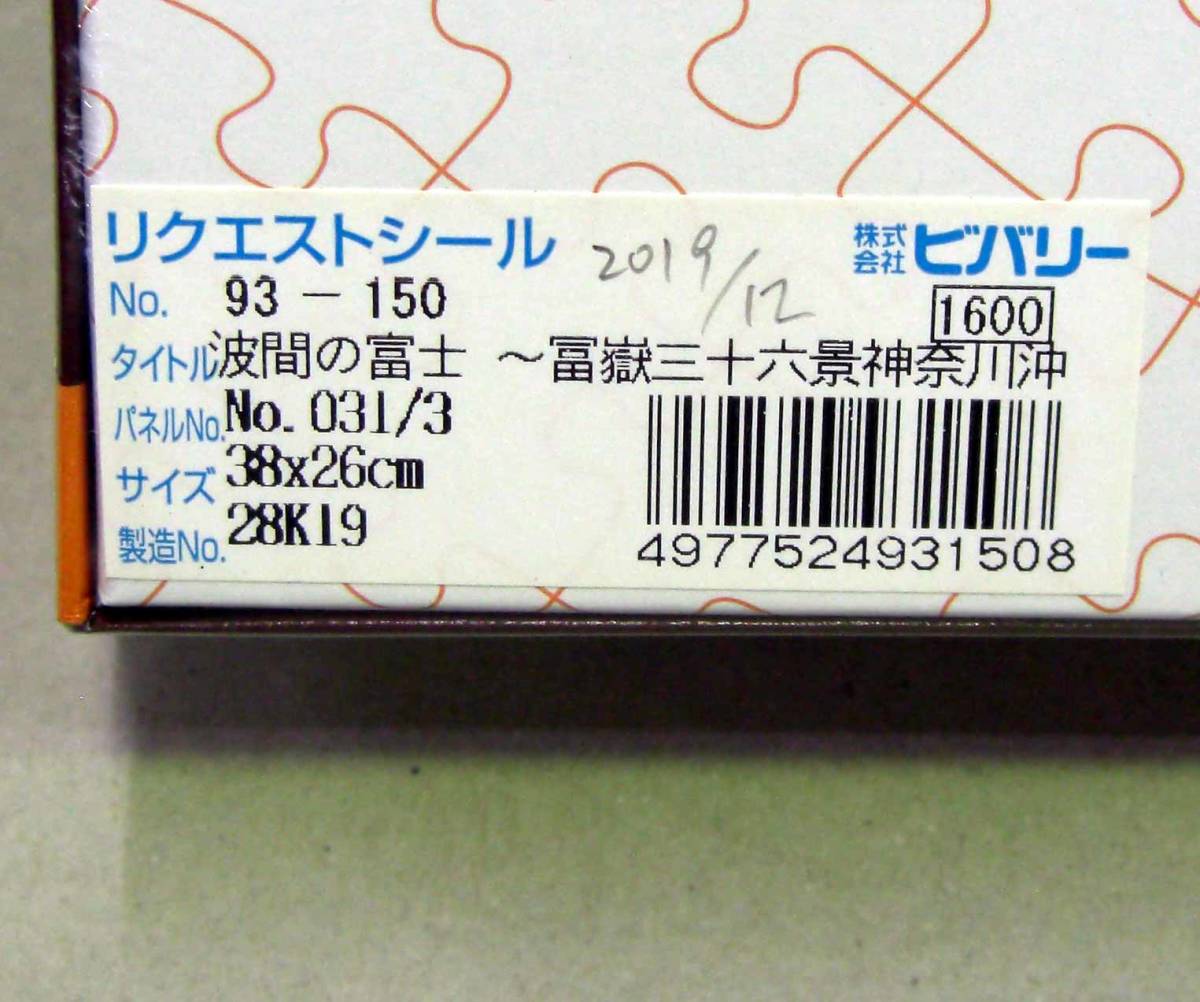 リクエストシール 2019/12 株式会社 ビバリー
No. 93 － 150 1600
タイトル 波間の富士 ～冨嶽三十六景神奈川沖
パネルNo. No. 031/3
サイズ 38x26cm
製造No. 28K19
4977524931508